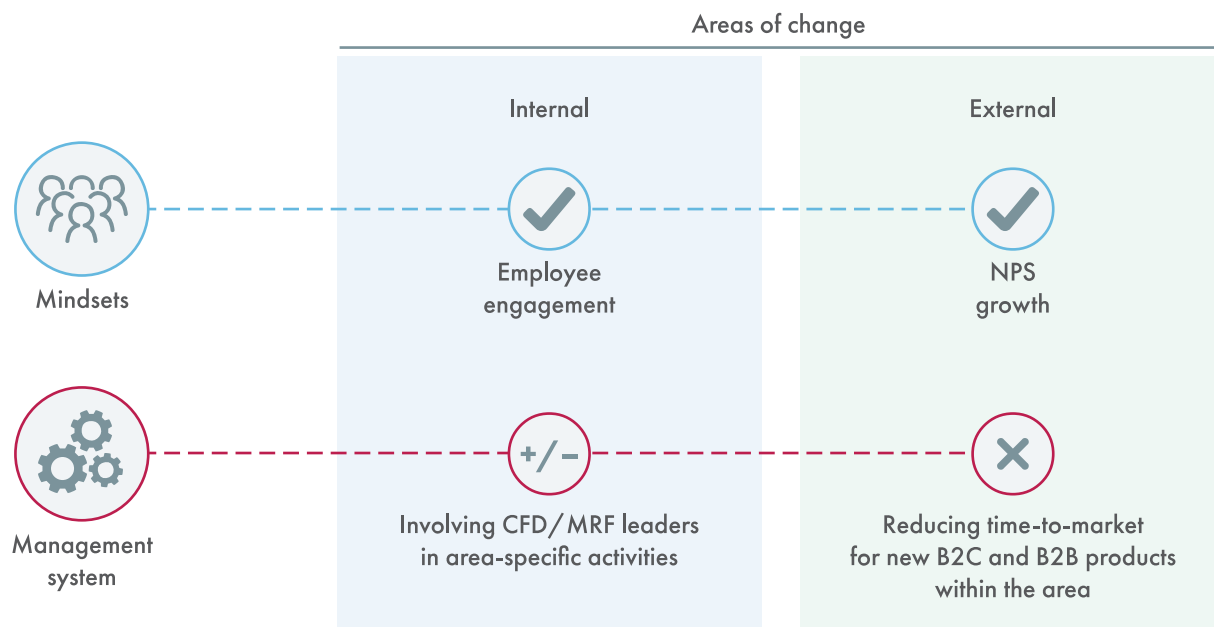 Areas of change
Internal
External
Mindsets
Employee
engagement
NPS
growth
Management
system
+/−
Involving CFD/MRF leaders
in area-specific activities
Reducing time-to-market
for new B2C and B2B products
within the area